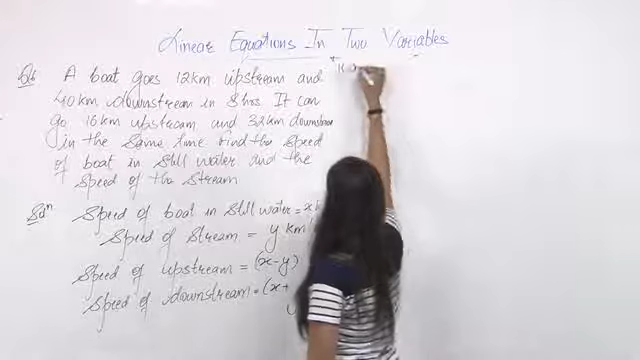 Linear Equations In Two Variables
Q6 A boat goes 12km upstream and
40km downstream in 8hrs. It can
go 16km upstream and 32km downstream
in the same time. Find the speed
of boat in still water and the
speed of the stream
Solⁿ Speed of boat in still water = x
Speed of stream = y km
Speed of upstream = (x-y)
Speed of downstream = (x+
y